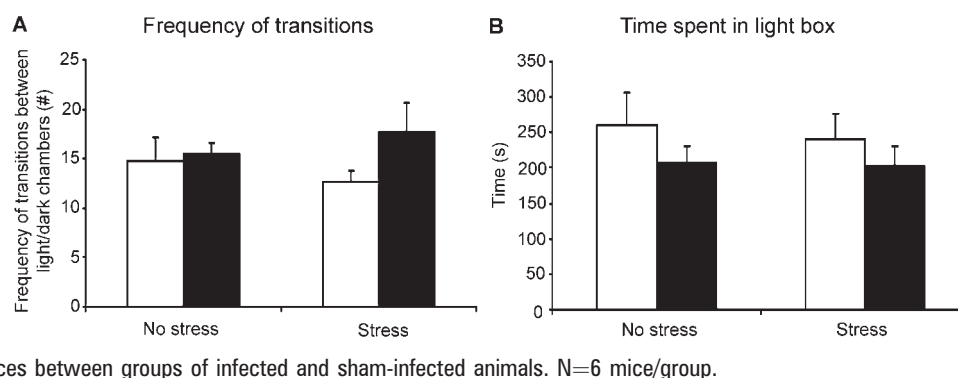 A Frequency of transitions
Frequency of transitions between
light/dark chambers (#)
25
20
15
10
5
0
No stress Stress
B Time spent in light box
Time (s)
350
300
250
200
150
100
50
0
No stress Stress
ces between groups of infected and sham-infected animals. N=6 mice/group.